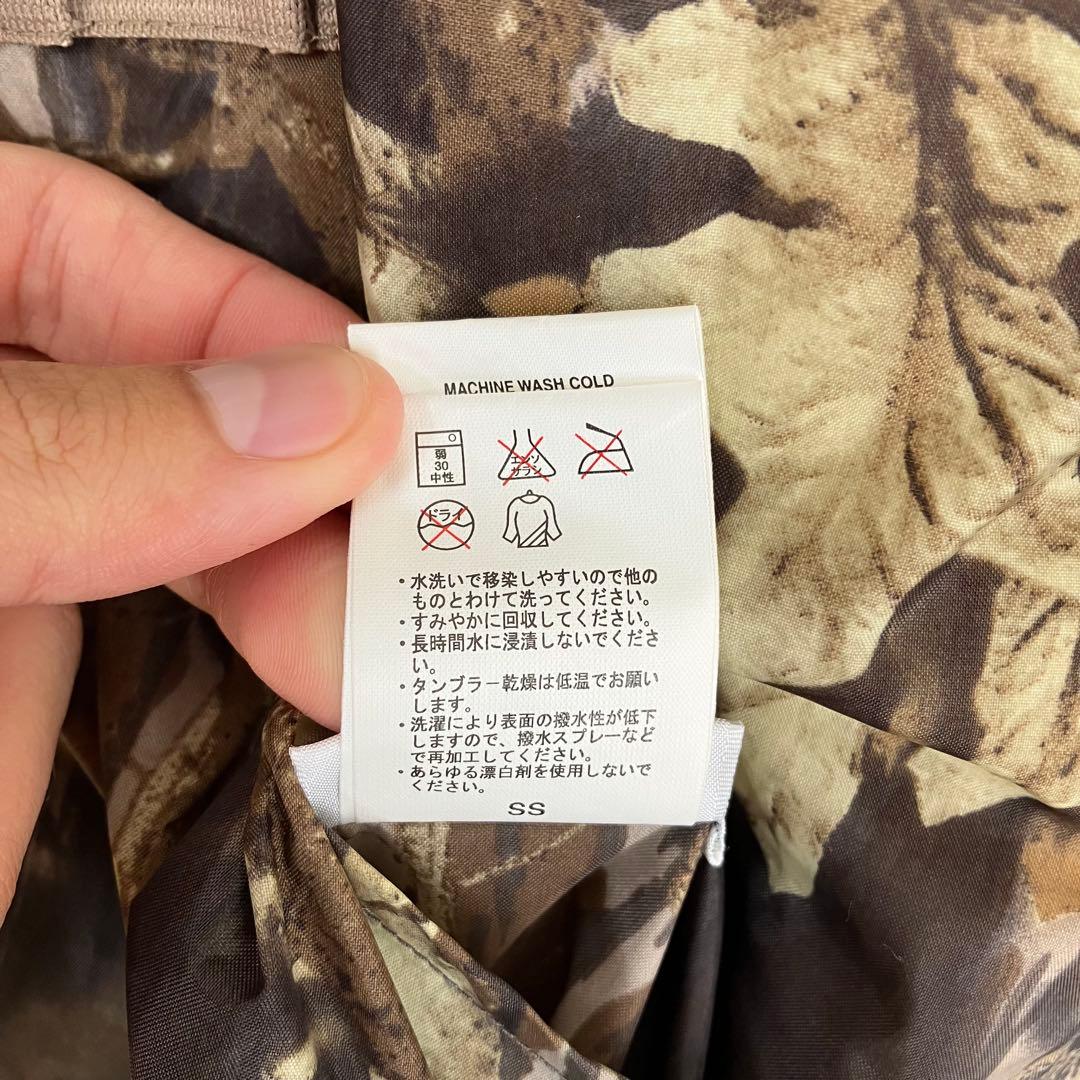 MACHINE WASH COLD
弱
30
中性
エンソ
サラシ
ドライ
・水洗いで移染しやすいので他の
ものとわけて洗ってください。
・すみやかに回収してください。
・長時間水に浸漬しないでくださ
い。
・タンブラー乾燥は低温でお願い
します。
・洗濯により表面の撥水性が低下
しますので、撥水スプレーなど
で再加工してください。
・あらゆる漂白剤を使用しないで
ください。
SS